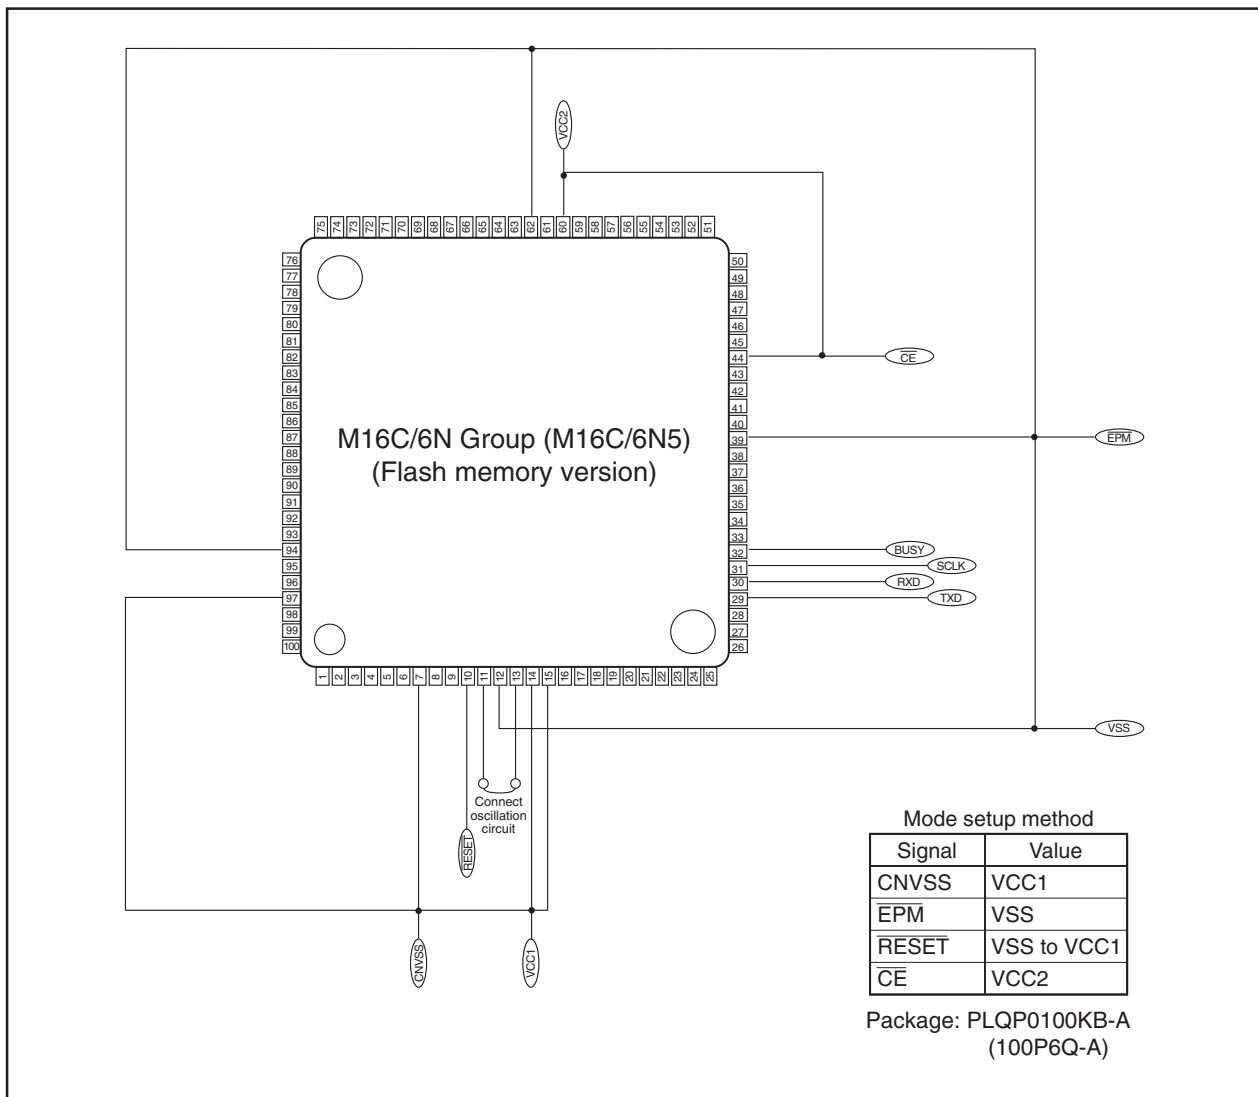 VCC2
75 74 73 72 71 70 69 68 67 66 65 64 63 62 61 60 59 58 57 56 55 54 53 52 51
76
77
78
79
80
81
82
83
84
85
86
87
88
89
90
91
92
93
94
95
96
97
98
99
100
M16C/6N Group (M16C/6N5)
(Flash memory version)
50
49
48
47
46
45
44
43
42
41
40
39
38
37
36
35
34
33
32
31
30
29
28
27
26
CE
EPM
BUSY
SCLK
RXD
TXD
1 2 3 4 5 6 7 8 9 10 11 12 13 14 15 16 17 18 19 20 21 22 23 24 25
VSS
Connect
oscillation
circuit
RESET
CNVSS
VCC1
Mode setup method
Signal Value
CNVSS VCC1
EPM VSS
RESET VSS to VCC1
CE VCC2
Package: PLQP0100KB-A
(100P6Q-A)